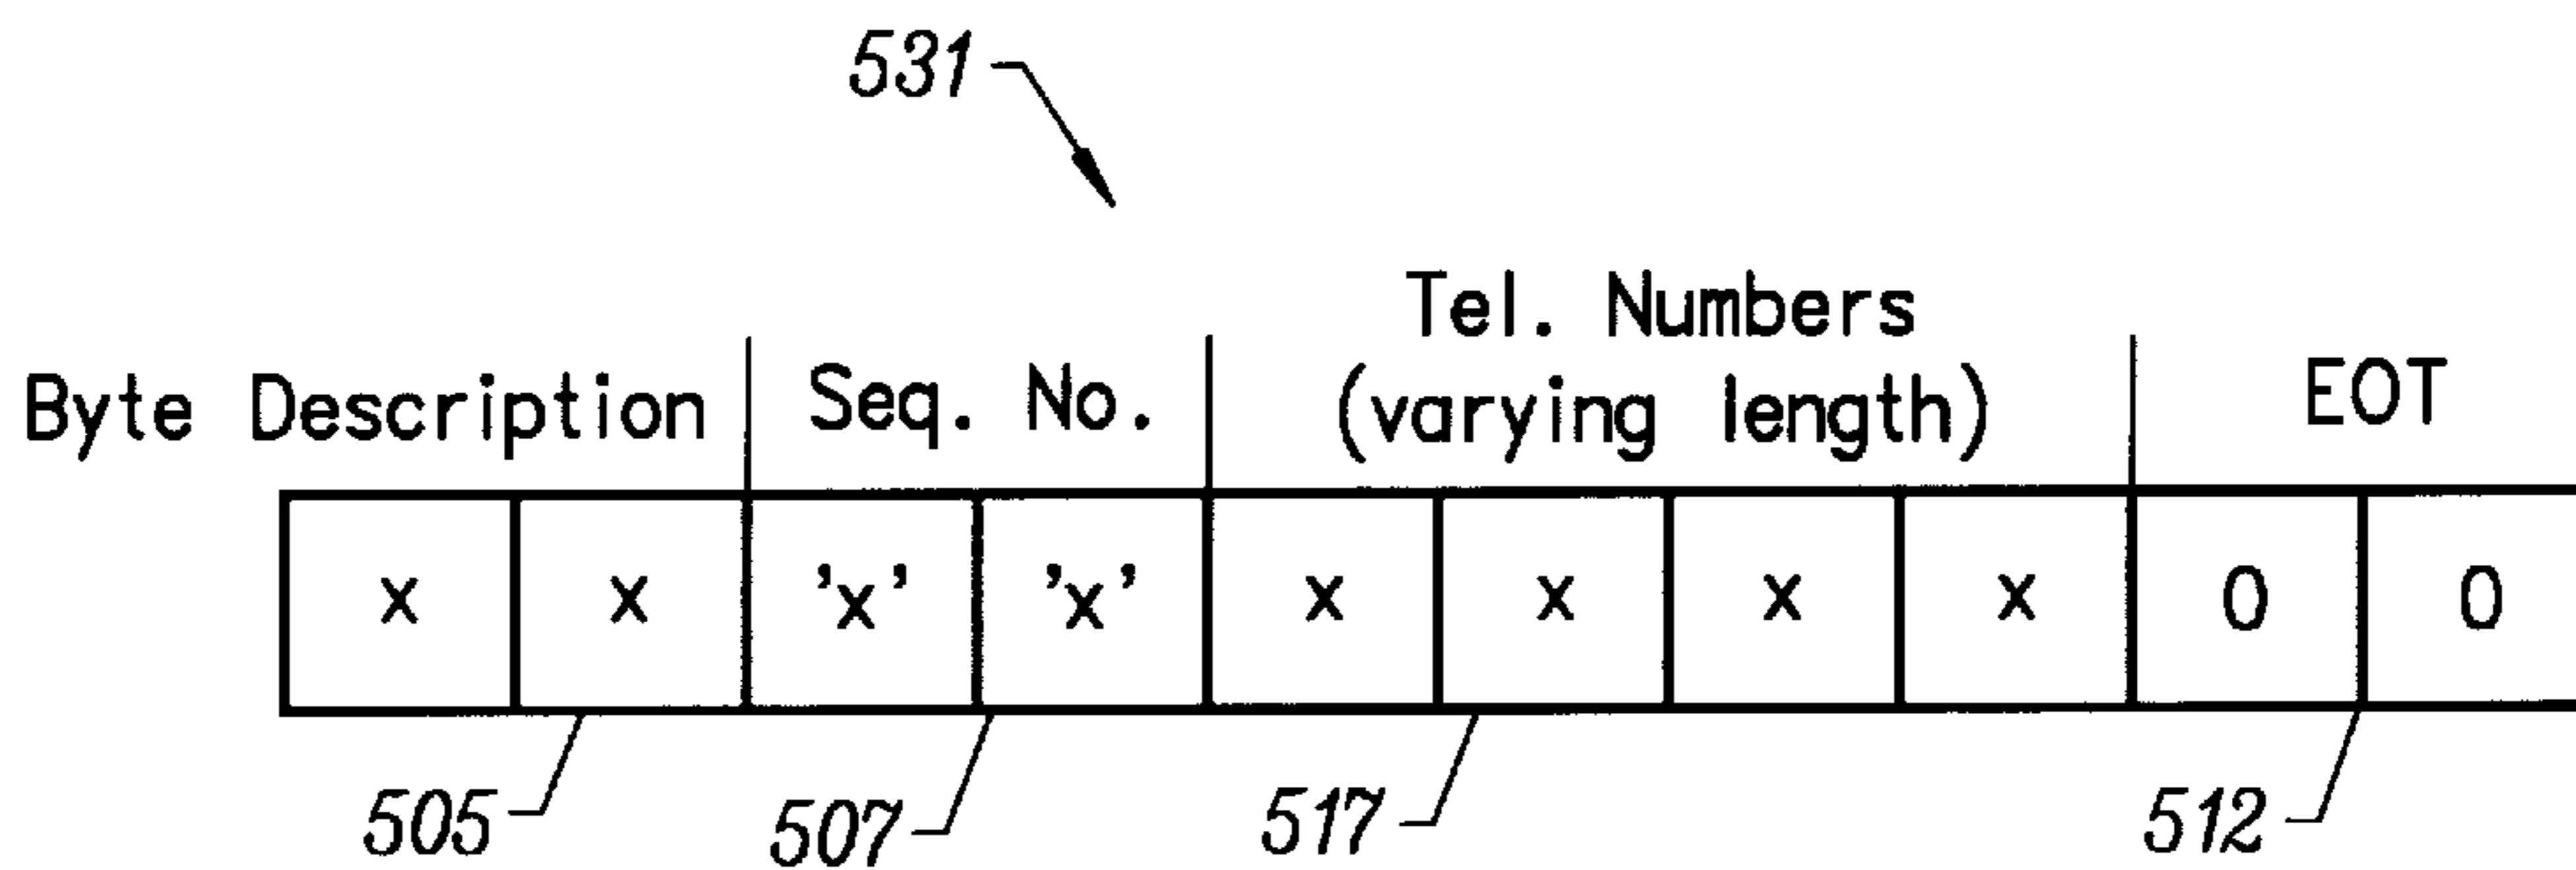 531
Tel. Numbers
Byte Description Seq. No. (varying length) EOT
x x 'x' 'x' x x x x 0 0
505 507 517 512